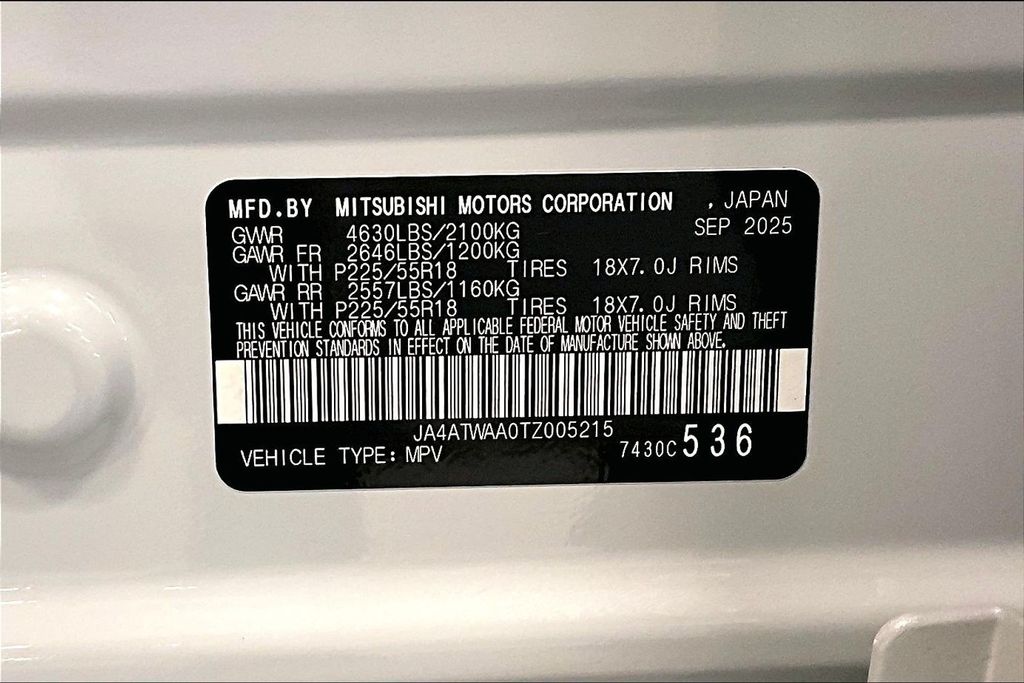 MFD.BY MITSUBISHI MOTORS CORPORATION , JAPAN
SEP 2025
GVWR 4630LBS/2100KG
GAWR FR 2646LBS/1200KG
WITH P225/55R18 TIRES 18X7.0J RIMS
GAWR RR 2557LBS/1160KG
WITH P225/55R18 TIRES 18X7.0J RIMS
THIS VEHICLE CONFORMS TO ALL APPLICABLE FEDERAL MOTOR VEHICLE SAFETY AND THEFT
PREVENTION STANDARDS IN EFFECT ON THE DATE OF MANUFACTURE SHOWN ABOVE.
JA4ATWAA0TZ005215
VEHICLE TYPE: MPV 7430C 536